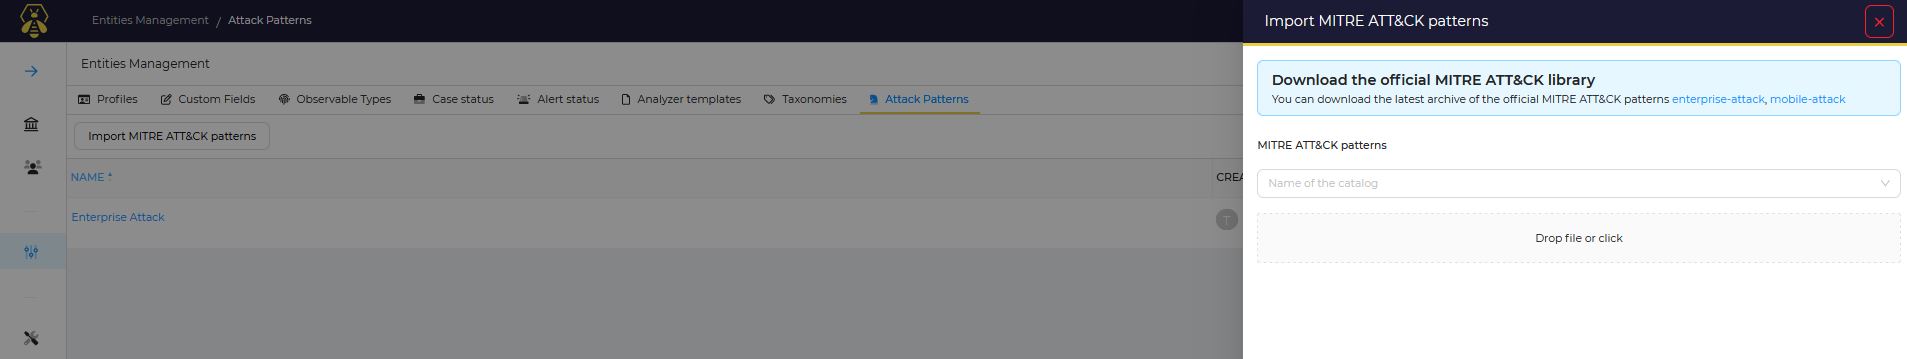 Entities Management / Attack Patterns
Entities Management
Profiles Custom Fields Observable Types Case status Alert status Analyzer templates Taxonomies Attack Patterns
Import MITRE ATT&CK patterns
NAME CREA
Enterprise Attack T
Import MITRE ATT&CK patterns
Download the official MITRE ATT&CK library
You can download the latest archive of the official MITRE ATT&CK patterns enterprise-attack, mobile-attack
MITRE ATT&CK patterns
Name of the catalog
Drop file or click